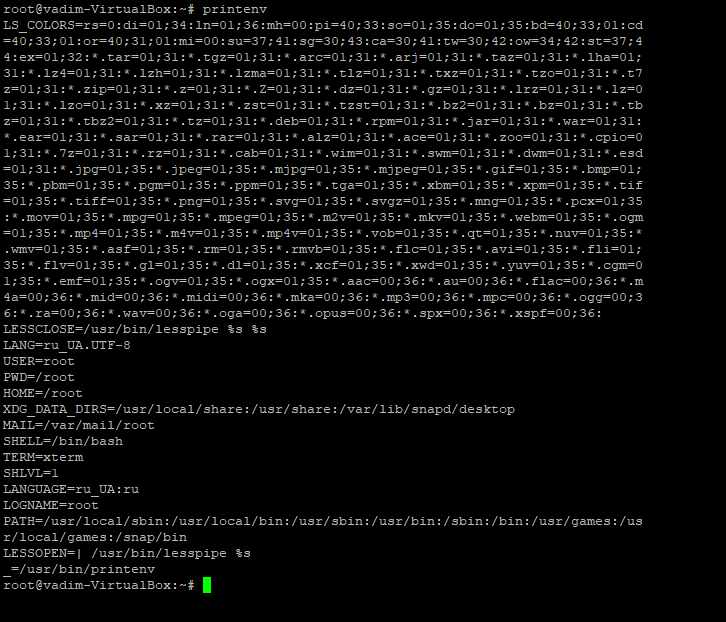 root@vadim-VirtualBox:~# printenv
LS_COLORS=rs=0:di=01;34:ln=01;36:mh=00:pi=40;33:so=01;35:do=01;35:bd=40;33;01:cd
=40;33;01:or=40;31;01:mi=00:su=37;41:sg=30;43:ca=30;41:tw=30;42:ow=34;42:st=37;4
4:ex=01;32:*.tar=01;31:*.tgz=01;31:*.arc=01;31:*.arj=01;31:*.taz=01;31:*.lha=01;
31:*.lz4=01;31:*.lzh=01;31:*.lzma=01;31:*.tlz=01;31:*.txz=01;31:*.tzo=01;31:*.t7
z=01;31:*.zip=01;31:*.z=01;31:*.Z=01;31:*.dz=01;31:*.gz=01;31:*.lrz=01;31:*.lz=0
1;31:*.lzo=01;31:*.xz=01;31:*.zst=01;31:*.tzst=01;31:*.bz2=01;31:*.bz=01;31:*.tb
z=01;31:*.tbz2=01;31:*.tz=01;31:*.deb=01;31:*.rpm=01;31:*.jar=01;31:*.war=01;31:
*.ear=01;31:*.sar=01;31:*.rar=01;31:*.alz=01;31:*.ace=01;31:*.zoo=01;31:*.cpio=0
1;31:*.7z=01;31:*.rz=01;31:*.cab=01;31:*.wim=01;31:*.swm=01;31:*.dwm=01;31:*.esd
=01;31:*.jpg=01;35:*.jpeg=01;35:*.mjpg=01;35:*.mjpeg=01;35:*.gif=01;35:*.bmp=01;
35:*.pbm=01;35:*.pgm=01;35:*.ppm=01;35:*.tga=01;35:*.xbm=01;35:*.xpm=01;35:*.tif
=01;35:*.tiff=01;35:*.png=01;35:*.svg=01;35:*.svgz=01;35:*.mng=01;35:*.pcx=01;35
:*.mov=01;35:*.mpg=01;35:*.mpeg=01;35:*.m2v=01;35:*.mkv=01;35:*.webm=01;35:*.ogm
=01;35:*.mp4=01;35:*.m4v=01;35:*.mp4v=01;35:*.vob=01;35:*.qt=01;35:*.nuv=01;35:*
.wmv=01;35:*.asf=01;35:*.rm=01;35:*.rmvb=01;35:*.flc=01;35:*.avi=01;35:*.fli=01;
35:*.flv=01;35:*.gl=01;35:*.dl=01;35:*.xcf=01;35:*.xwd=01;35:*.yuv=01;35:*.cgm=0
1;35:*.emf=01;35:*.ogv=01;35:*.ogx=01;35:*.aac=00;36:*.au=00;36:*.flac=00;36:*.m
4a=00;36:*.mid=00;36:*.midi=00;36:*.mka=00;36:*.mp3=00;36:*.mpc=00;36:*.ogg=00;3
6:*.ra=00;36:*.wav=00;36:*.oga=00;36:*.opus=00;36:*.spx=00;36:*.xspf=00;36:
LESSCLOSE=/usr/bin/lesspipe %s %s
LANG=ru_UA.UTF-8
USER=root
PWD=/root
HOME=/root
XDG_DATA_DIRS=/usr/local/share:/usr/share:/var/lib/snapd/desktop
MAIL=/var/mail/root
SHELL=/bin/bash
TERM=xterm
SHLVL=1
LANGUAGE=ru_UA:ru
LOGNAME=root
PATH=/usr/local/sbin:/usr/local/bin:/usr/sbin:/usr/bin:/sbin:/bin:/usr/games:/us
r/local/games:/snap/bin
LESSOPEN=| /usr/bin/lesspipe %s
_=/usr/bin/printenv
root@vadim-VirtualBox:~#